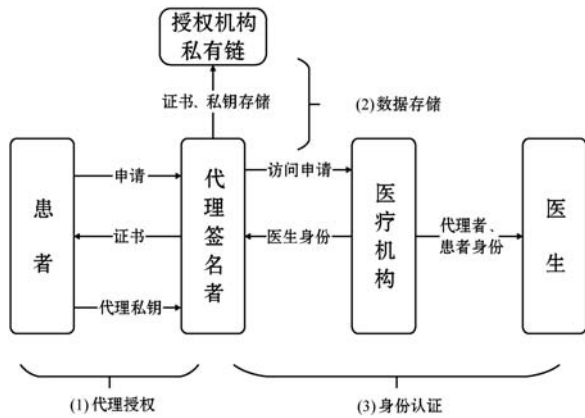 授权机构
私有链
证书、私钥存储
(2)数据存储
患者
申请
证书
代理私钥
代理签名者
访问申请
医生身份
医疗机构
代理者、
患者身份
医生
(1)代理授权
(3)身份认证